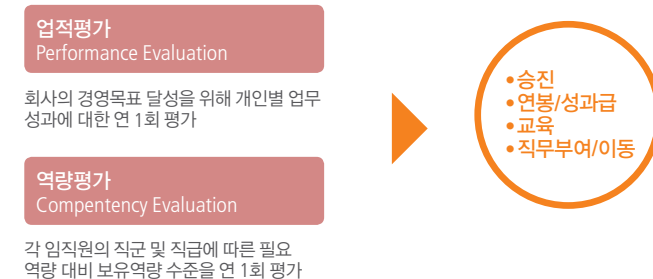 업적평가
Performance Evaluation
회사의 경영목표 달성을 위해 개인별 업무
성과에 대한 연 1회 평가
역량평가
Compentency Evaluation
각 임직원의 직군 및 직급에 따른 필요
역량 대비 보유역량 수준을 연 1회 평가
•승진
•연봉/성과급
•교육
•직무부여/이동